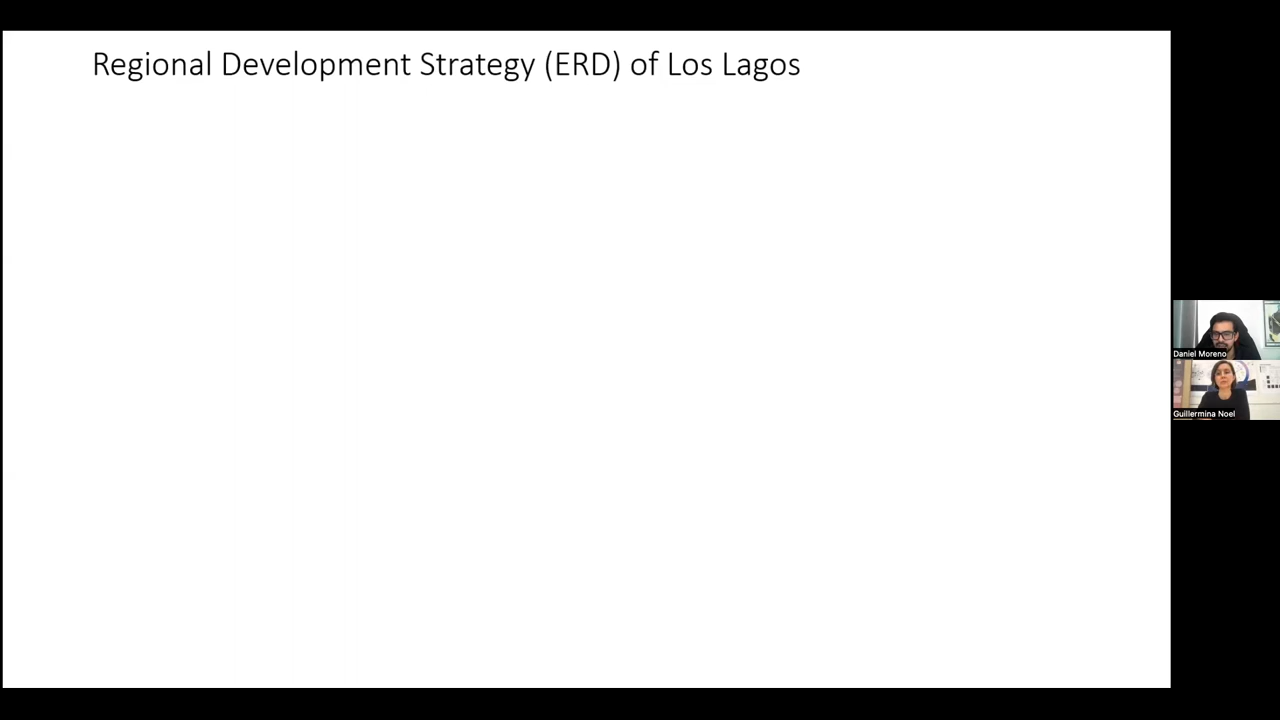 Regional Development Strategy (ERD) of Los Lagos
Daniel Moreno
Guillermina Noel